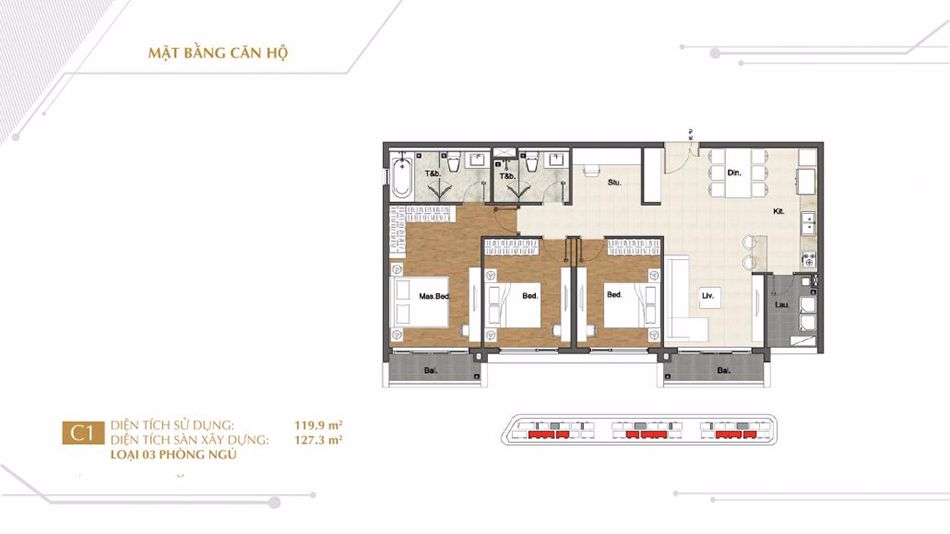 MẶT BẰNG CĂN HỘ
T&b.
T&b.
Stu.
Din.
Kit.
Mas.Bed.
Bed.
Bed.
Liv.
Lau.
Bal.
Bal.
C1
DIỆN TÍCH SỬ DỤNG: 119.9 m²
DIỆN TÍCH SÀN XÂY DỰNG: 127.3 m²
LOẠI 03 PHÒNG NGỦ